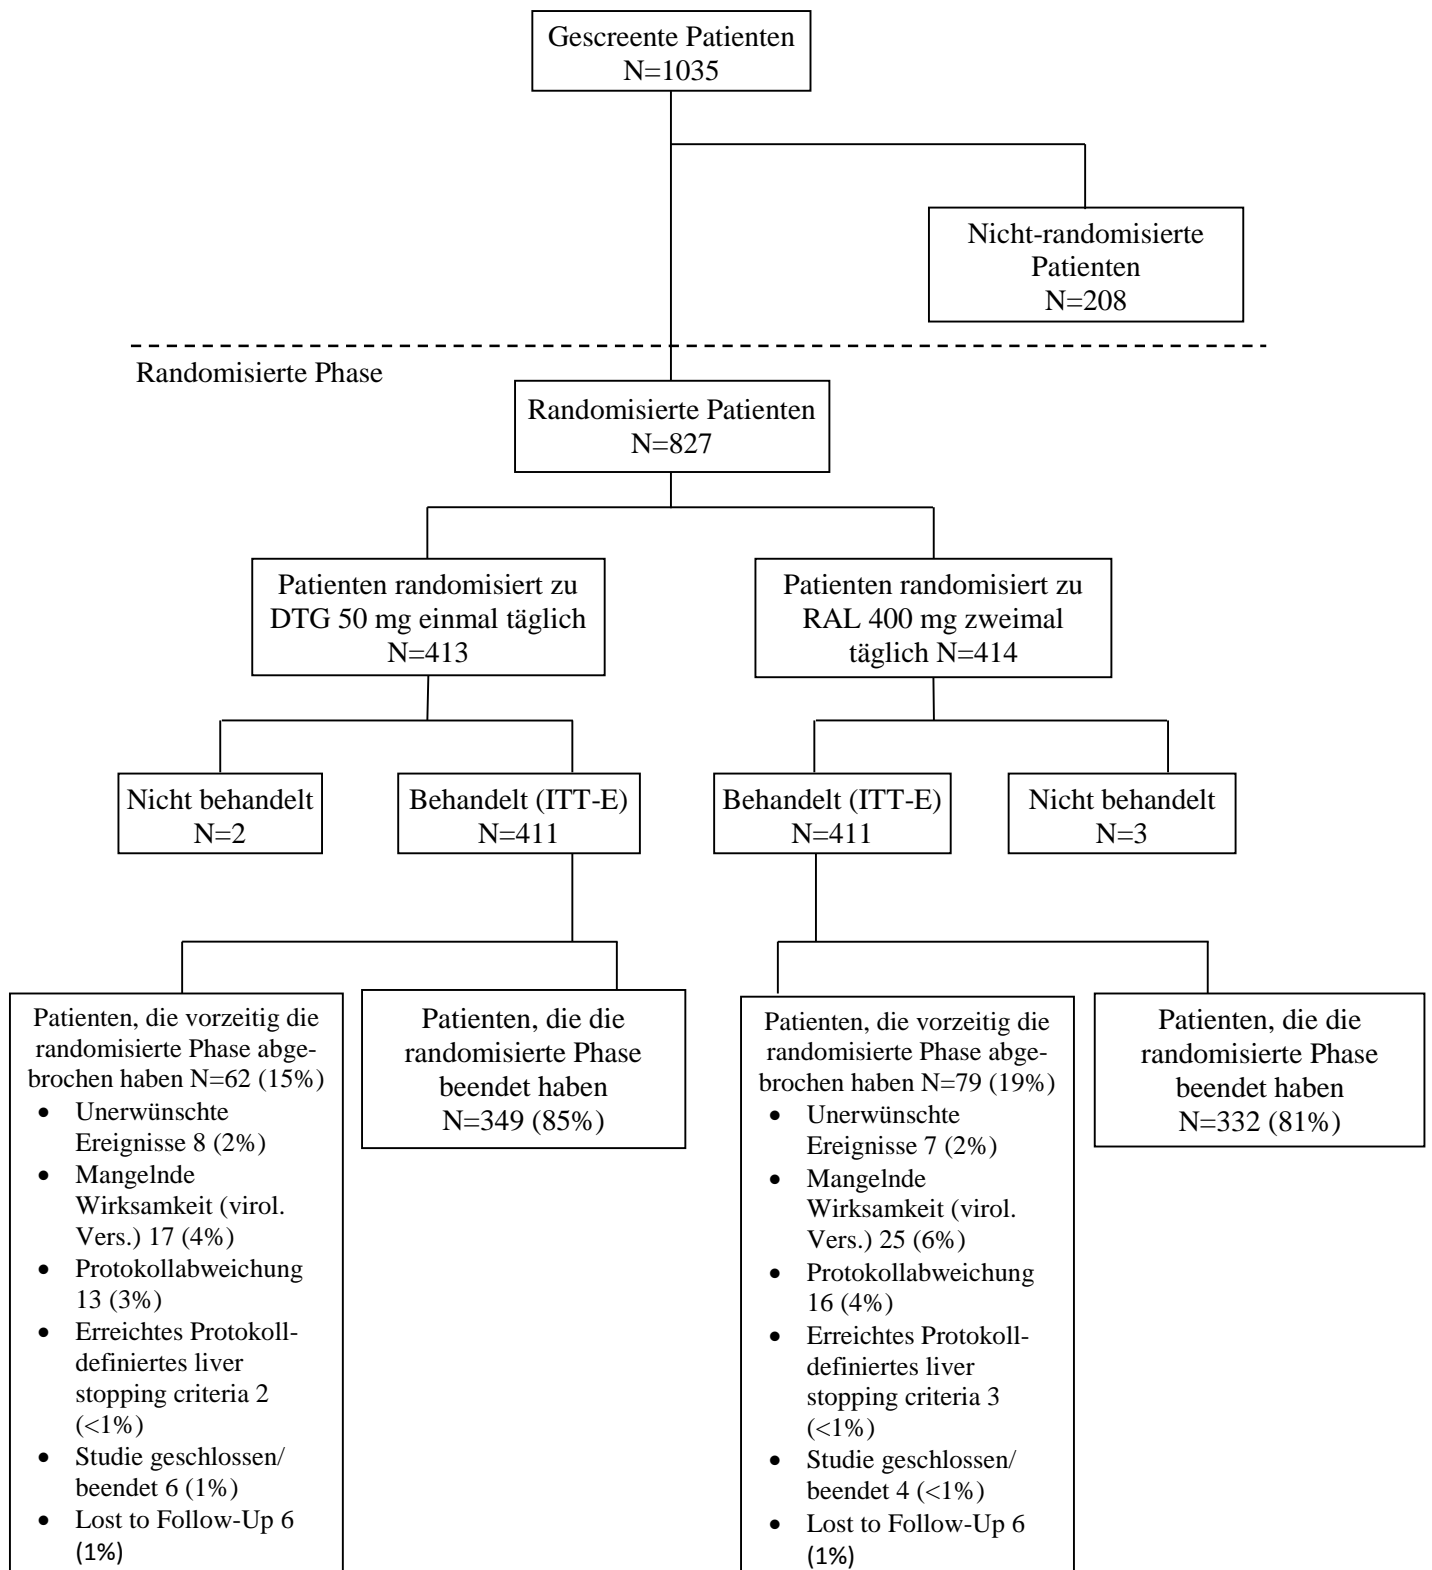 Gescreente Patienten
N=1035
Nicht-randomisierte
Patienten
N=208
Randomisierte Phase
Randomisierte Patienten
N=827
Patienten randomisiert zu
DTG 50 mg einmal täglich
N=413
Patienten randomisiert zu
RAL 400 mg zweimal
täglich N=414
Nicht behandelt
N=2
Behandelt (ITT-E)
N=411
Behandelt (ITT-E)
N=411
Nicht behandelt
N=3
Patienten, die vorzeitig die
randomisierte Phase abge-
brochen haben N=62 (15%)
• Unerwünschte
Ereignisse 8 (2%)
• Mangelnde
Wirksamkeit (virol.
Vers.) 17 (4%)
• Protokollabweichung
13 (3%)
• Erreichtes Protokoll-
definiertes liver
stopping criteria 2
(<1%)
• Studie geschlossen/
beendet 6 (1%)
• Lost to Follow-Up 6
(1%)
Patienten, die die
randomisierte Phase
beendet haben
N=349 (85%)
Patienten, die vorzeitig die
randomisierte Phase abge-
brochen haben N=79 (19%)
• Unerwünschte
Ereignisse 7 (2%)
• Mangelnde
Wirksamkeit (virol.
Vers.) 25 (6%)
• Protokollabweichung
16 (4%)
• Erreichtes Protokoll-
definiertes liver
stopping criteria 3
(<1%)
• Studie geschlossen/
beendet 4 (<1%)
• Lost to Follow-Up 6
(1%)
Patienten, die die
randomisierte Phase
beendet haben
N=332 (81%)